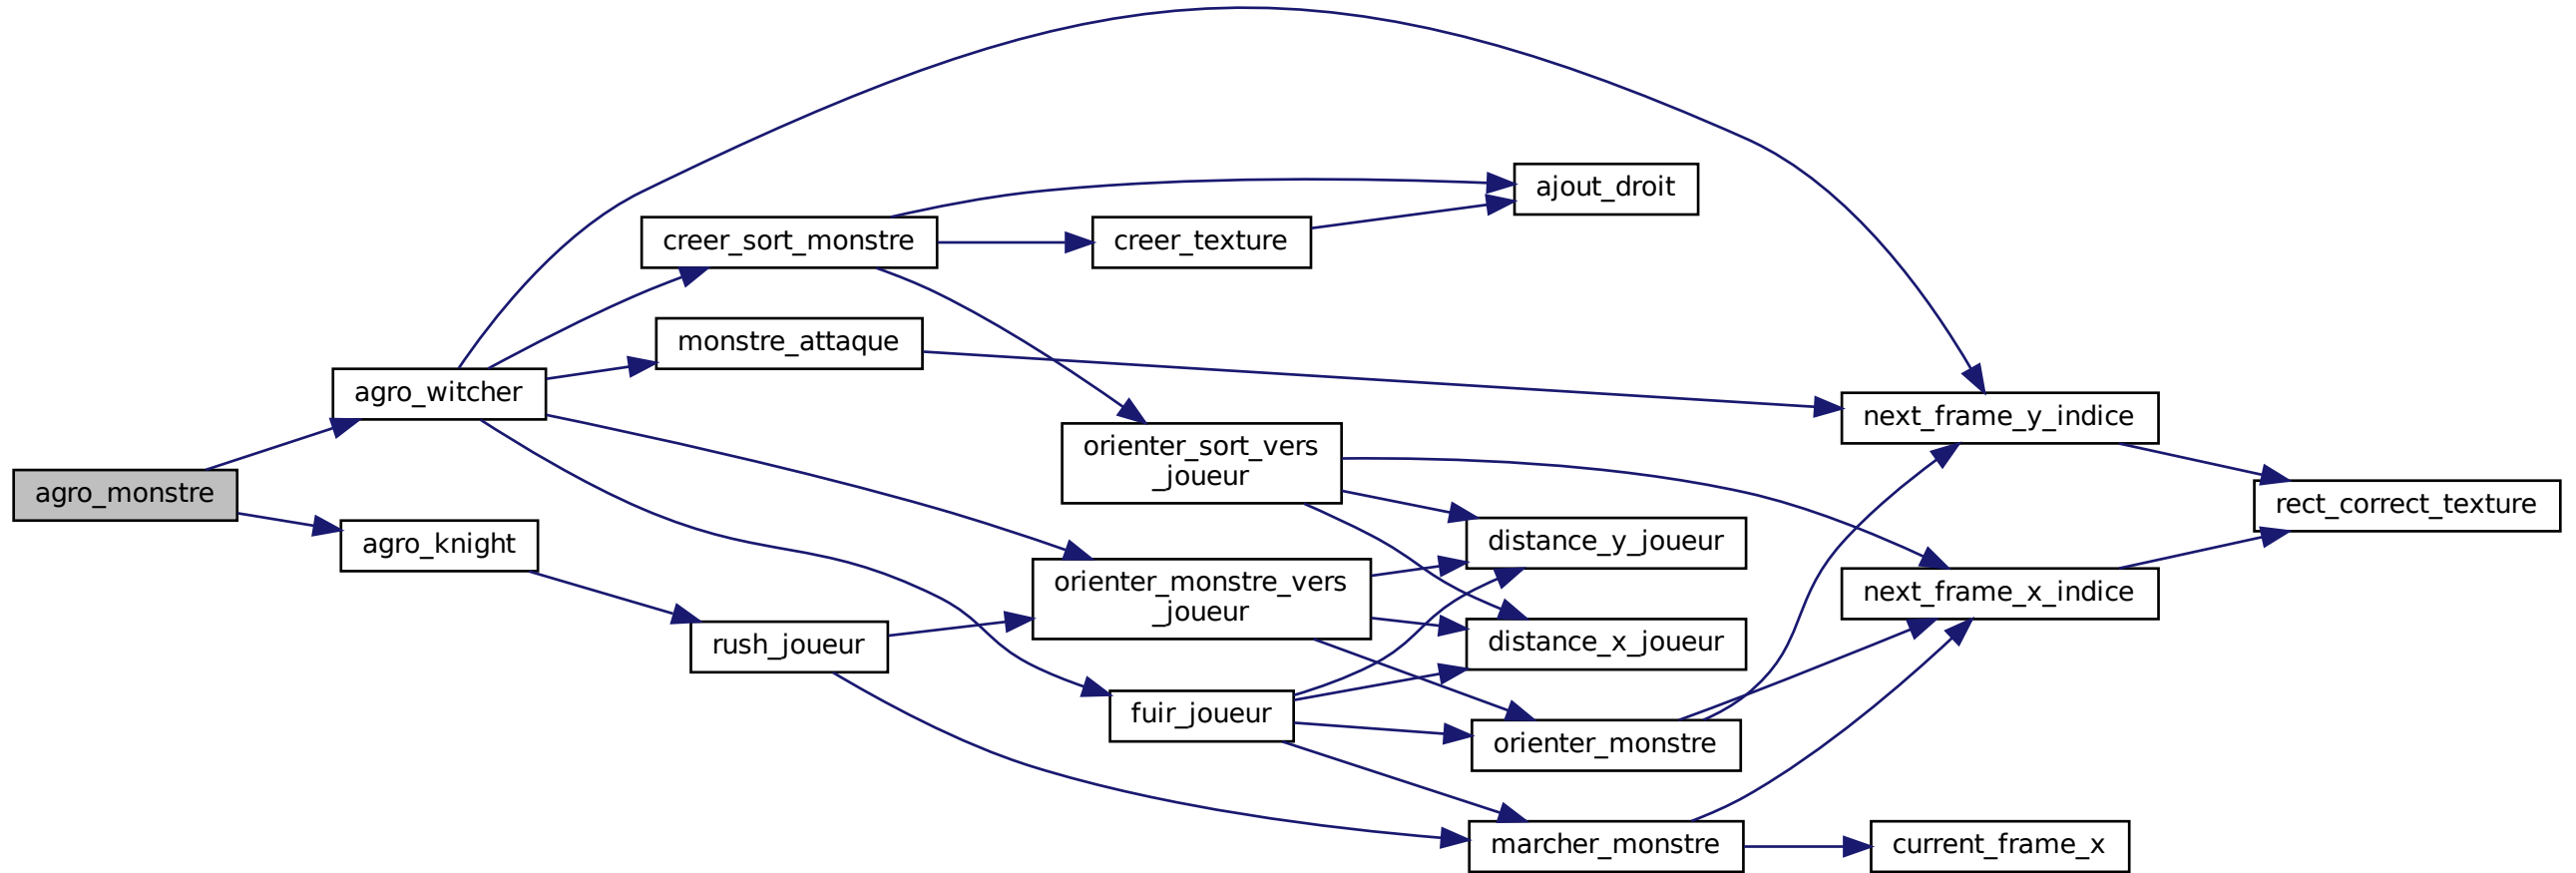 ajout_droit
creer_sort_monstre
creer_texture
monstre_attaque
agro_witcher
next_frame_y_indice
orienter_sort_vers
_joueur
agro_monstre
rect_correct_texture
agro_knight
distance_y_joueur
orienter_monstre_vers
_joueur
next_frame_x_indice
rush_joueur
distance_x_joueur
fuir_joueur
orienter_monstre
marcher_monstre
current_frame_x